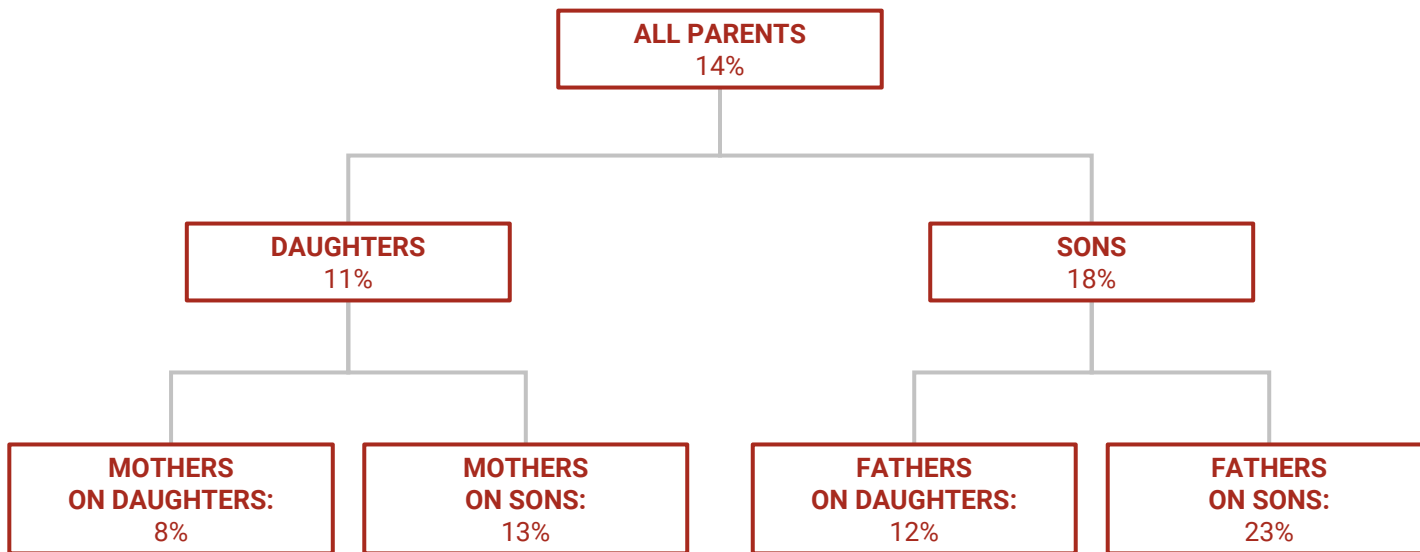 ALL PARENTS
14%
DAUGHTERS
11%
SONS
18%
MOTHERS
ON DAUGHTERS:
8%
MOTHERS
ON SONS:
13%
FATHERS
ON DAUGHTERS:
12%
FATHERS
ON SONS:
23%